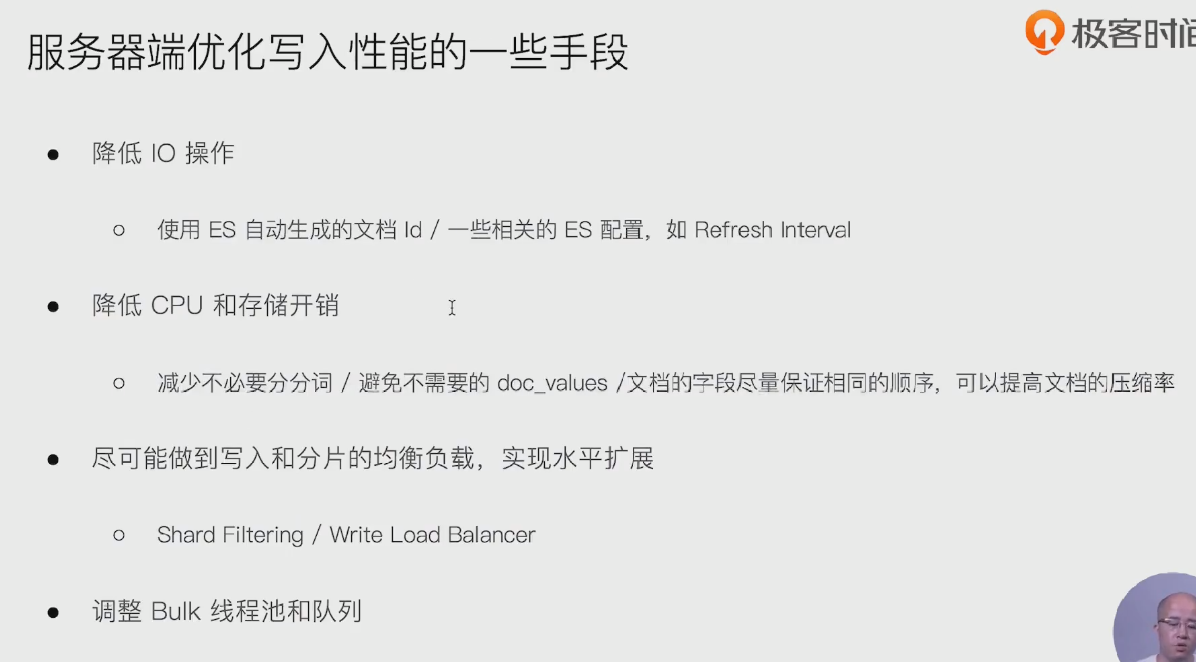 服务器端优化写入性能的一些手段
极客时间
● 降低 IO 操作
○ 使用 ES 自动生成的文档 Id / 一些相关的 ES 配置，如 Refresh Interval
● 降低 CPU 和存储开销
○ 减少不必要分分词 / 避免不需要的 doc_values /文档的字段尽量保证相同的顺序，可以提高文档的压缩率
● 尽可能做到写入和分片的均衡负载，实现水平扩展
○ Shard Filtering / Write Load Balancer
● 调整 Bulk 线程池和队列